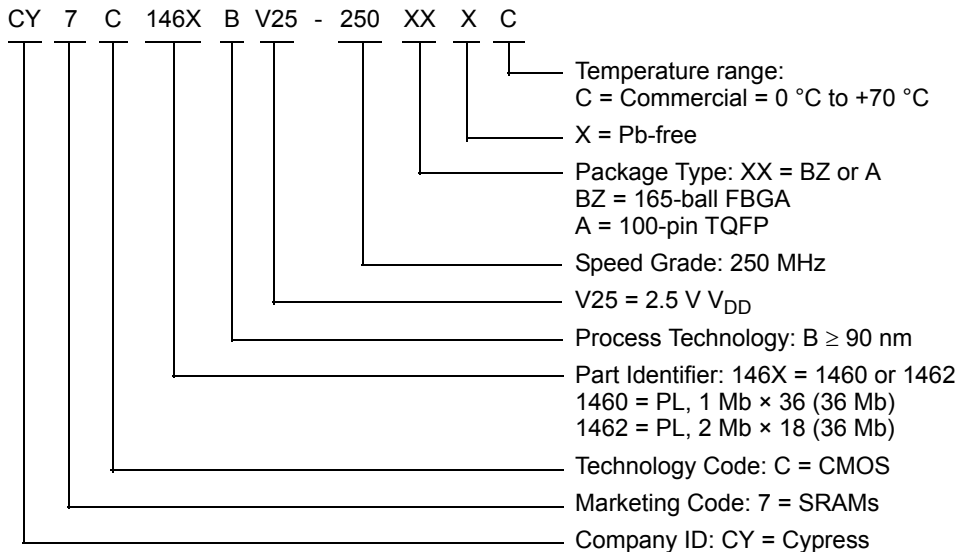 CY 7 C 146X B V25 - 250 XX X C
Temperature range:
C = Commercial = 0 °C to +70 °C
X = Pb-free
Package Type: XX = BZ or A
BZ = 165-ball FBGA
A = 100-pin TQFP
Speed Grade: 250 MHz
V25 = 2.5 V VDD
Process Technology: B ≥ 90 nm
Part Identifier: 146X = 1460 or 1462
1460 = PL, 1 Mb × 36 (36 Mb)
1462 = PL, 2 Mb × 18 (36 Mb)
Technology Code: C = CMOS
Marketing Code: 7 = SRAMs
Company ID: CY = Cypress